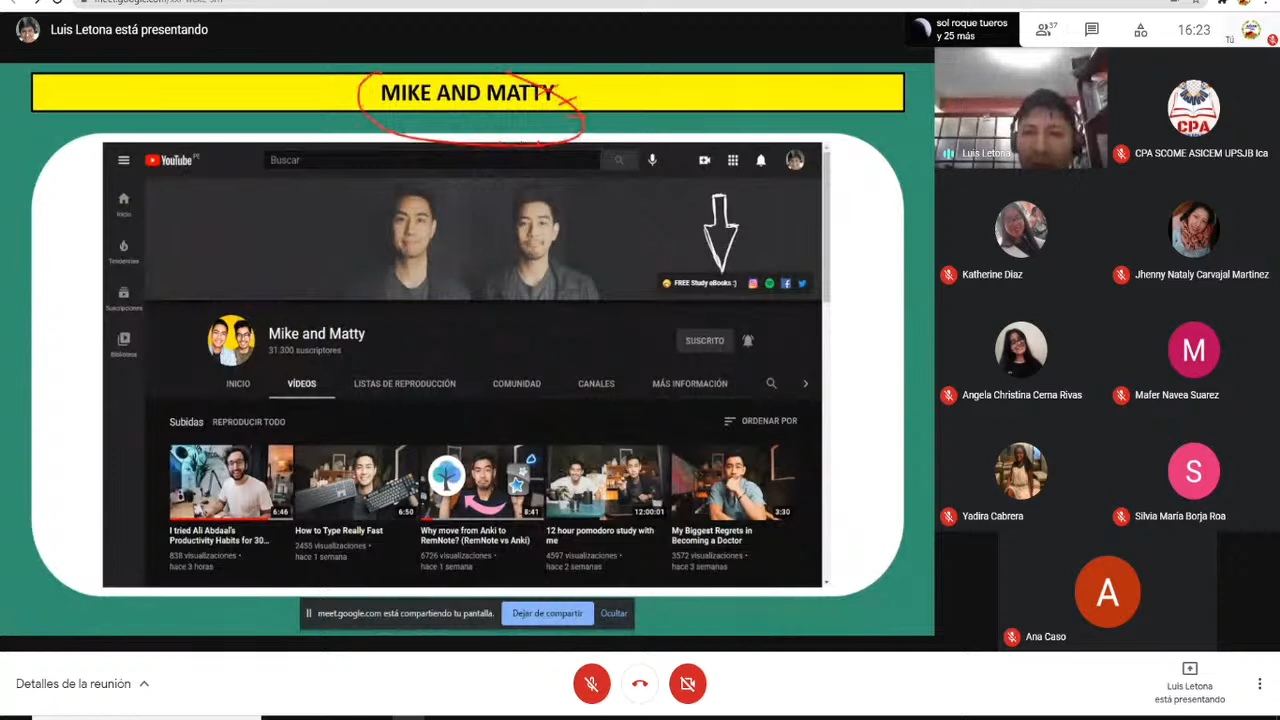 Luis Letona está presentando
sol roque tueros
y 25 más
37
16:23
Tú
MIKE AND MATTY
YouTube PE
Buscar
Inicio
Tendencias
Suscripciones
Biblioteca
FREE Study eBooks :)
Mike and Matty
31.300 suscriptores
SUSCRITO
INICIO
VÍDEOS
LISTAS DE REPRODUCCIÓN
COMUNIDAD
CANALES
MÁS INFORMACIÓN
Subidas
REPRODUCIR TODO
ORDENAR POR
6:46
6:50
8:41
12:00:01
3:30
I tried Ali Abdaal's
Productivity Habits for 30...
838 visualizaciones •
hace 3 horas
How to Type Really Fast
2455 visualizaciones •
hace 1 semana
Why move from Anki to
RemNote? (RemNote vs Anki)
6726 visualizaciones •
hace 1 semana
12 hour pomodoro study with
me
4597 visualizaciones •
hace 2 semanas
My Biggest Regrets in
Becoming a Doctor
3572 visualizaciones •
hace 3 semanas
meet.google.com está compartiendo tu pantalla.
Dejar de compartir
Ocultar
Luis Letona
CPA
CPA SCOME ASICEM UPSJB Ica
Katherine Diaz
Jhenny Nataly Carvajal Martinez
Angela Christina Cerna Rivas
M
Mafer Navea Suarez
Yadira Cabrera
S
Silvia María Borja Roa
A
Ana Caso
Detalles de la reunión
Luis Letona
está presentando